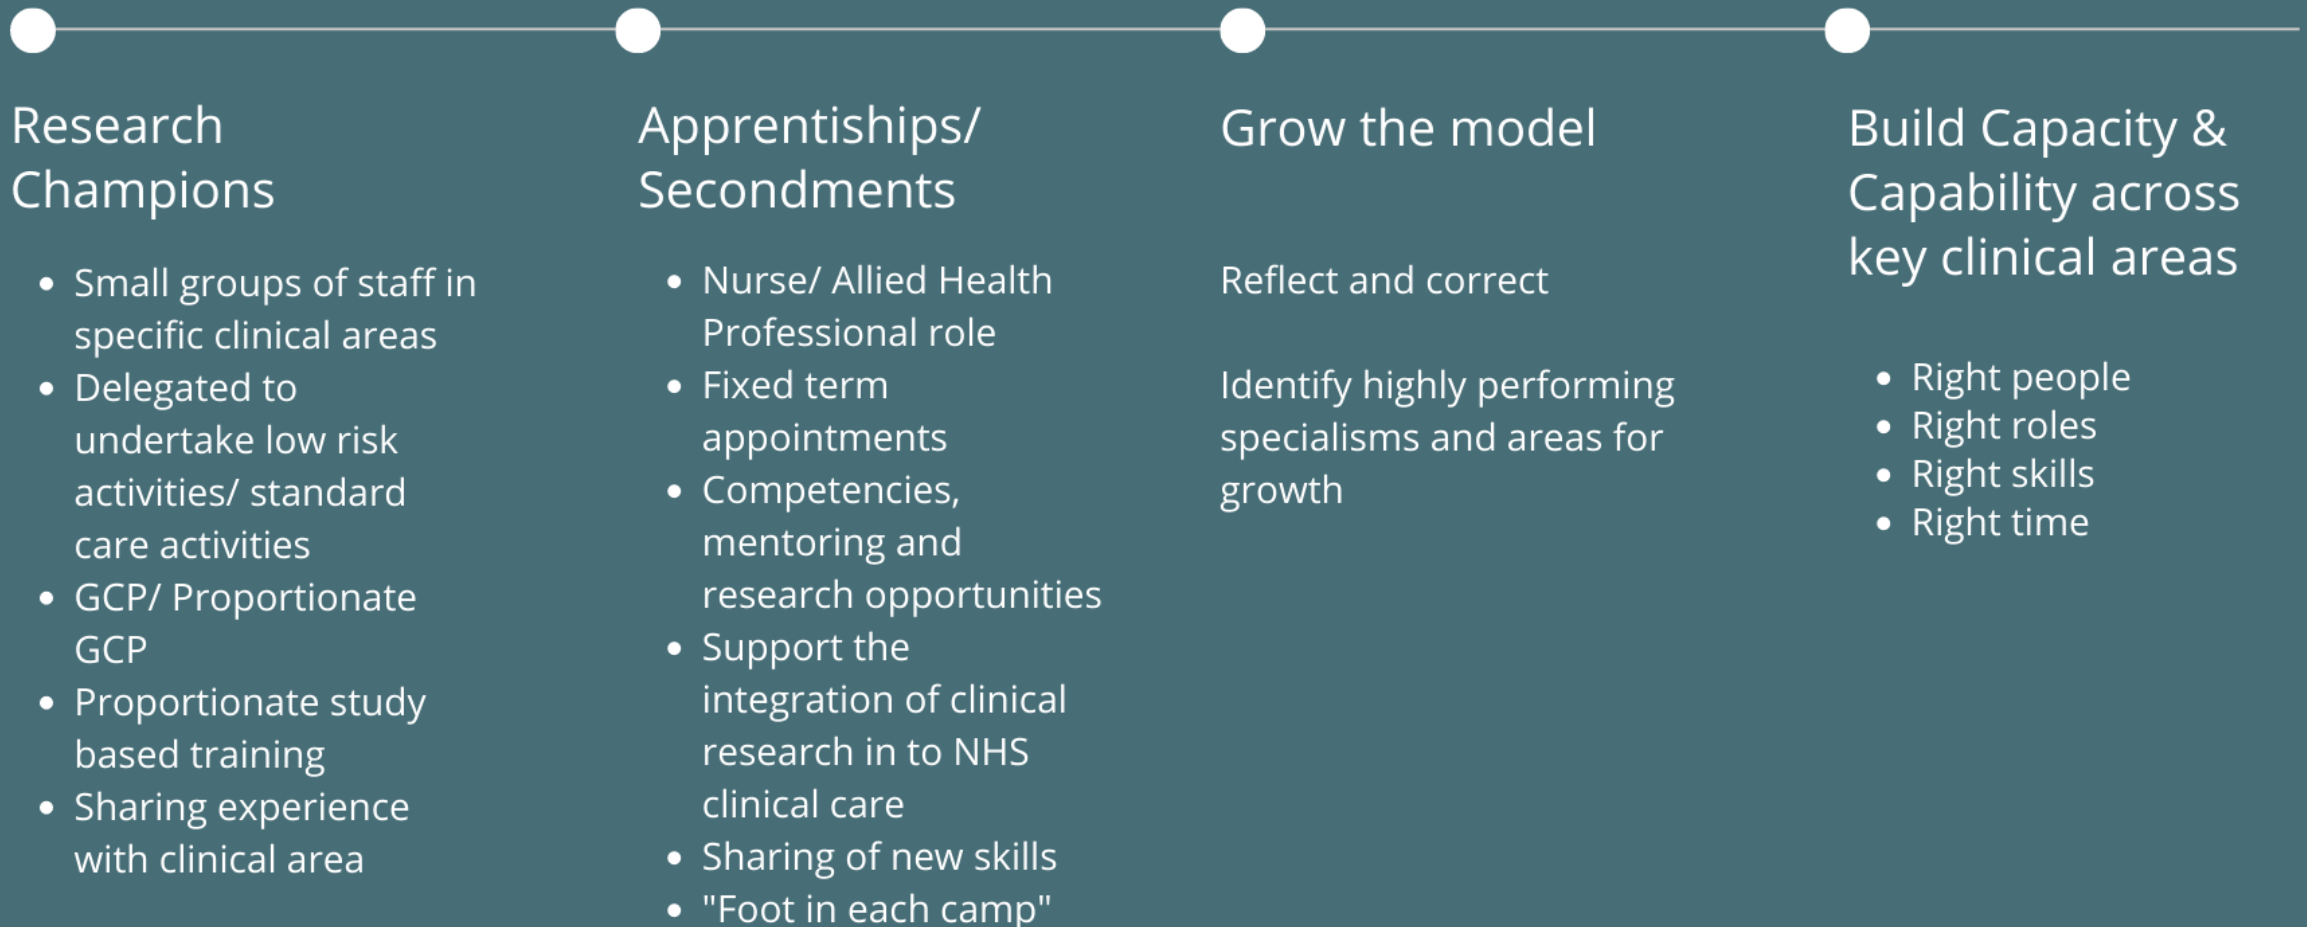 Research
Champions
• Small groups of staff in
specific clinical areas
• Delegated to
undertake low risk
activities/ standard
care activities
• GCP/ Proportionate
GCP
• Proportionate study
based training
• Sharing experience
with clinical area
Apprentiships/
Secondments
• Nurse/ Allied Health
Professional role
• Fixed term
appointments
• Competencies,
mentoring and
research opportunities
• Support the
integration of clinical
research in to NHS
clinical care
• Sharing of new skills
• "Foot in each camp"
Grow the model
Reflect and correct
Identify highly performing
specialisms and areas for
growth
Build Capacity &
Capability across
key clinical areas
• Right people
• Right roles
• Right skills
• Right time